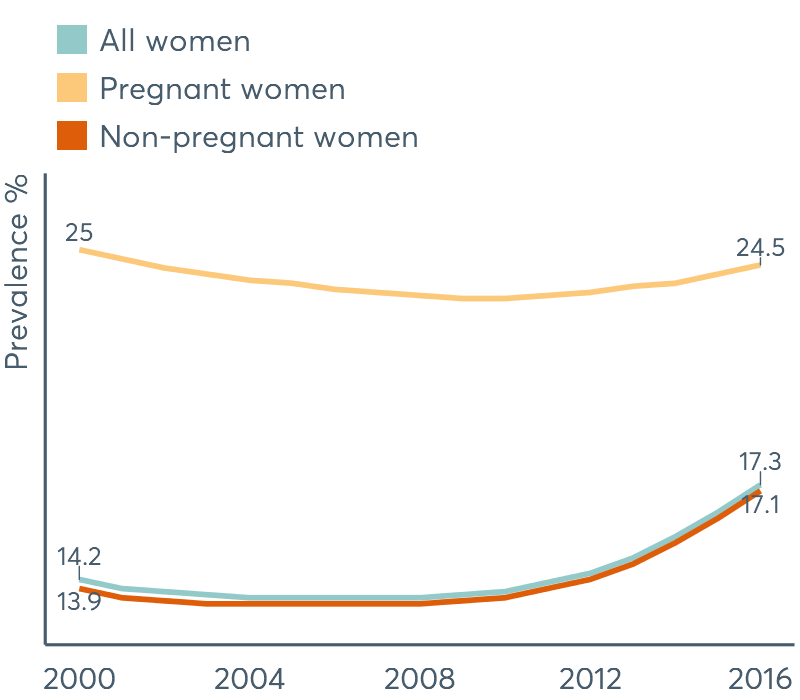 All women
Pregnant women
Non-pregnant women
Prevalence %
25
24.5
17.3
17.1
14.2
13.9
2000 2004 2008 2012 2016